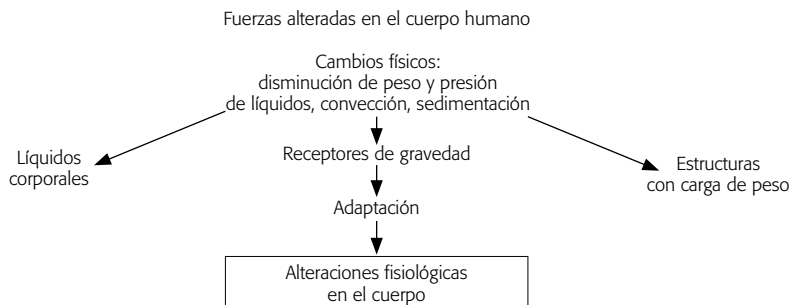 Fuerzas alteradas en el cuerpo humano
Cambios físicos:
disminución de peso y presión
de líquidos, convección, sedimentación
Líquidos
corporales
Receptores de gravedad
Estructuras
con carga de peso
Adaptación
Alteraciones fisiológicas
en el cuerpo